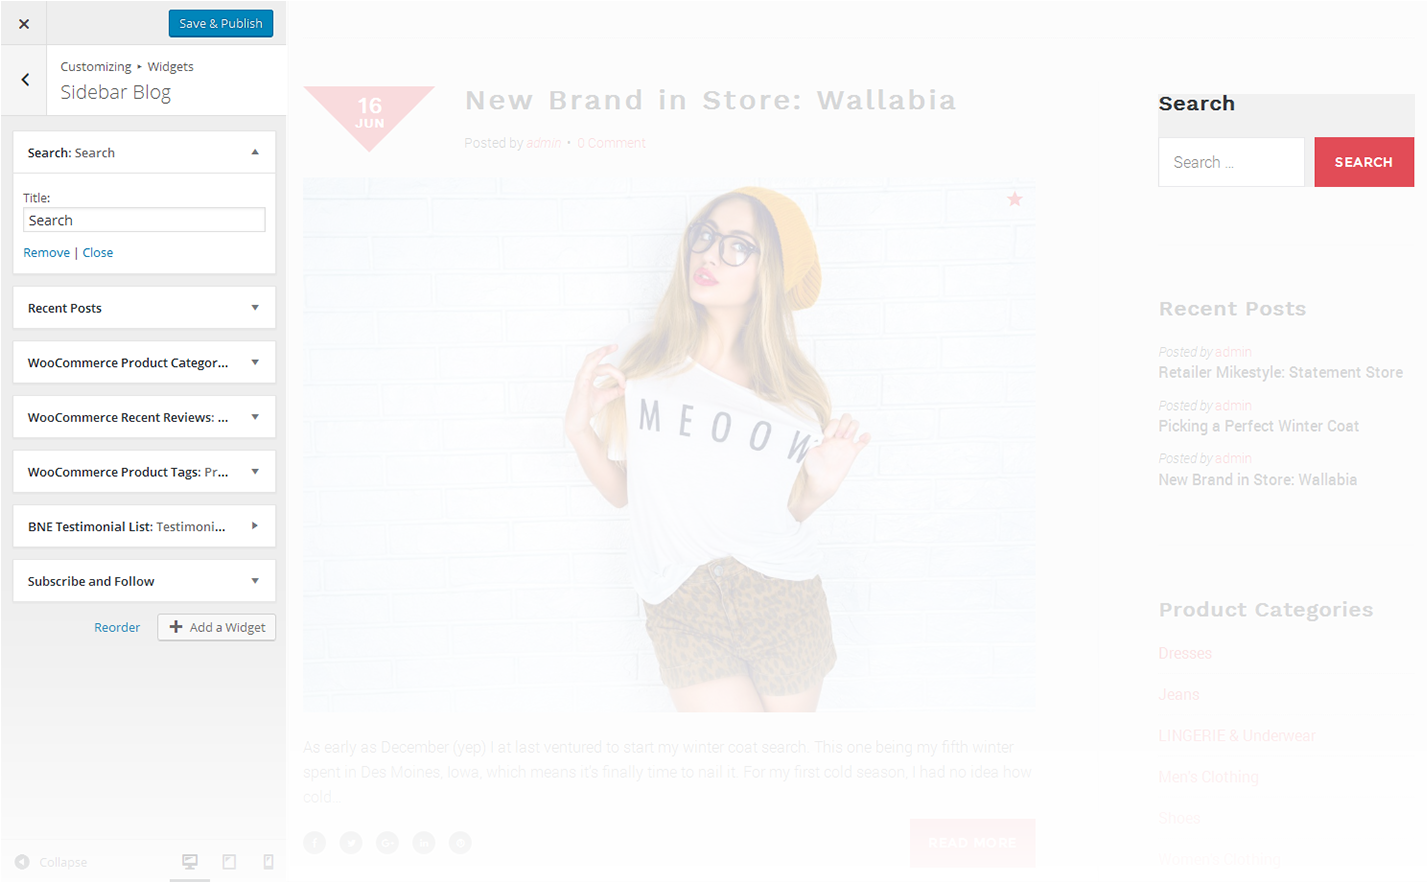 Save & Publish
Customizing ▸ Widgets
Sidebar Blog
Search: Search
Title:
Search
Remove | Close
Recent Posts
WooCommerce Product Categor...
WooCommerce Recent Reviews: ...
WooCommerce Product Tags: Pr...
BNE Testimonial List: Testimoni...
Subscribe and Follow
Reorder
Add a Widget
Collapse
16
JUN
New Brand in Store: Wallabia
Posted by admin • 0 Comment
MEOOW
As early as December (yep) I at last ventured to start my winter coat search. This one being my fifth winter
spent in Des Moines, Iowa, which means it's finally time to nail it. For my first cold season, I had no idea how
cold...
READ MORE
Search
Search ...
SEARCH
Recent Posts
Posted by admin
Retailer Mikestyle: Statement Store
Posted by admin
Picking a Perfect Winter Coat
Posted by admin
New Brand in Store: Wallabia
Product Categories
Dresses
Jeans
LINGERIE & Underwear
Men's Clothing
Shoes
Women's Clothing